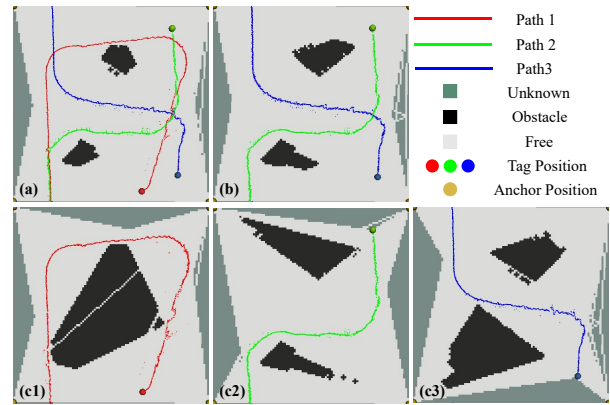 Path 1
Path 2
Path3
Unknown
Obstacle
Free
Tag Position
Anchor Position
(a)
(b)
(c1)
(c2)
(c3)